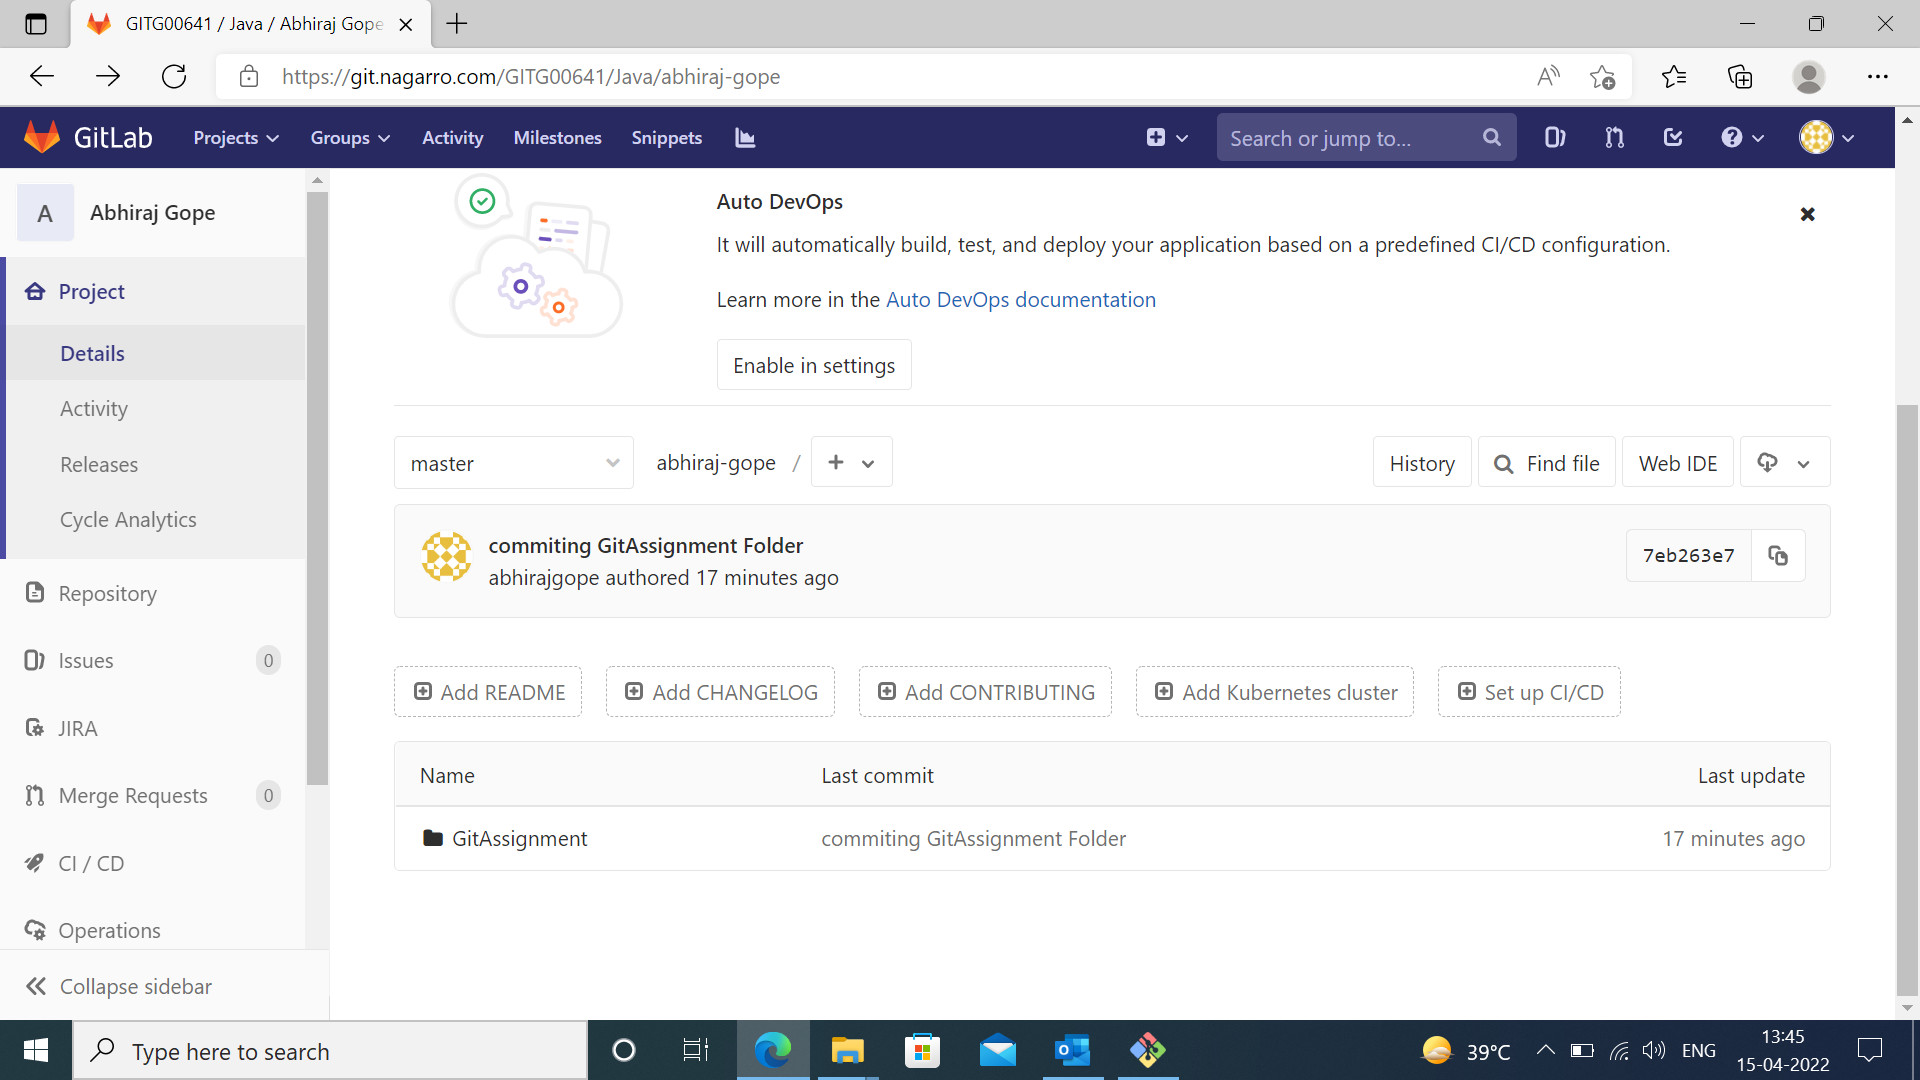 GITG00641 / Java / Abhiraj Gope
https://git.nagarro.com/GITG00641/Java/abhiraj-gope
GitLab Projects Groups Activity Milestones Snippets Search or jump to...
A Abhiraj Gope
Project
Details
Activity
Releases
Cycle Analytics
Repository
Issues 0
JIRA
Merge Requests 0
CI / CD
Operations
Collapse sidebar
Auto DevOps
It will automatically build, test, and deploy your application based on a predefined CI/CD configuration.
Learn more in the Auto DevOps documentation
Enable in settings
master abhiraj-gope / + History Find file Web IDE
commiting GitAssignment Folder
abhirajgope authored 17 minutes ago
7eb263e7
Add README Add CHANGELOG Add CONTRIBUTING Add Kubernetes cluster Set up CI/CD
Name Last commit Last update
GitAssignment commiting GitAssignment Folder 17 minutes ago
Type here to search
39°C ENG
13:45
15-04-2022